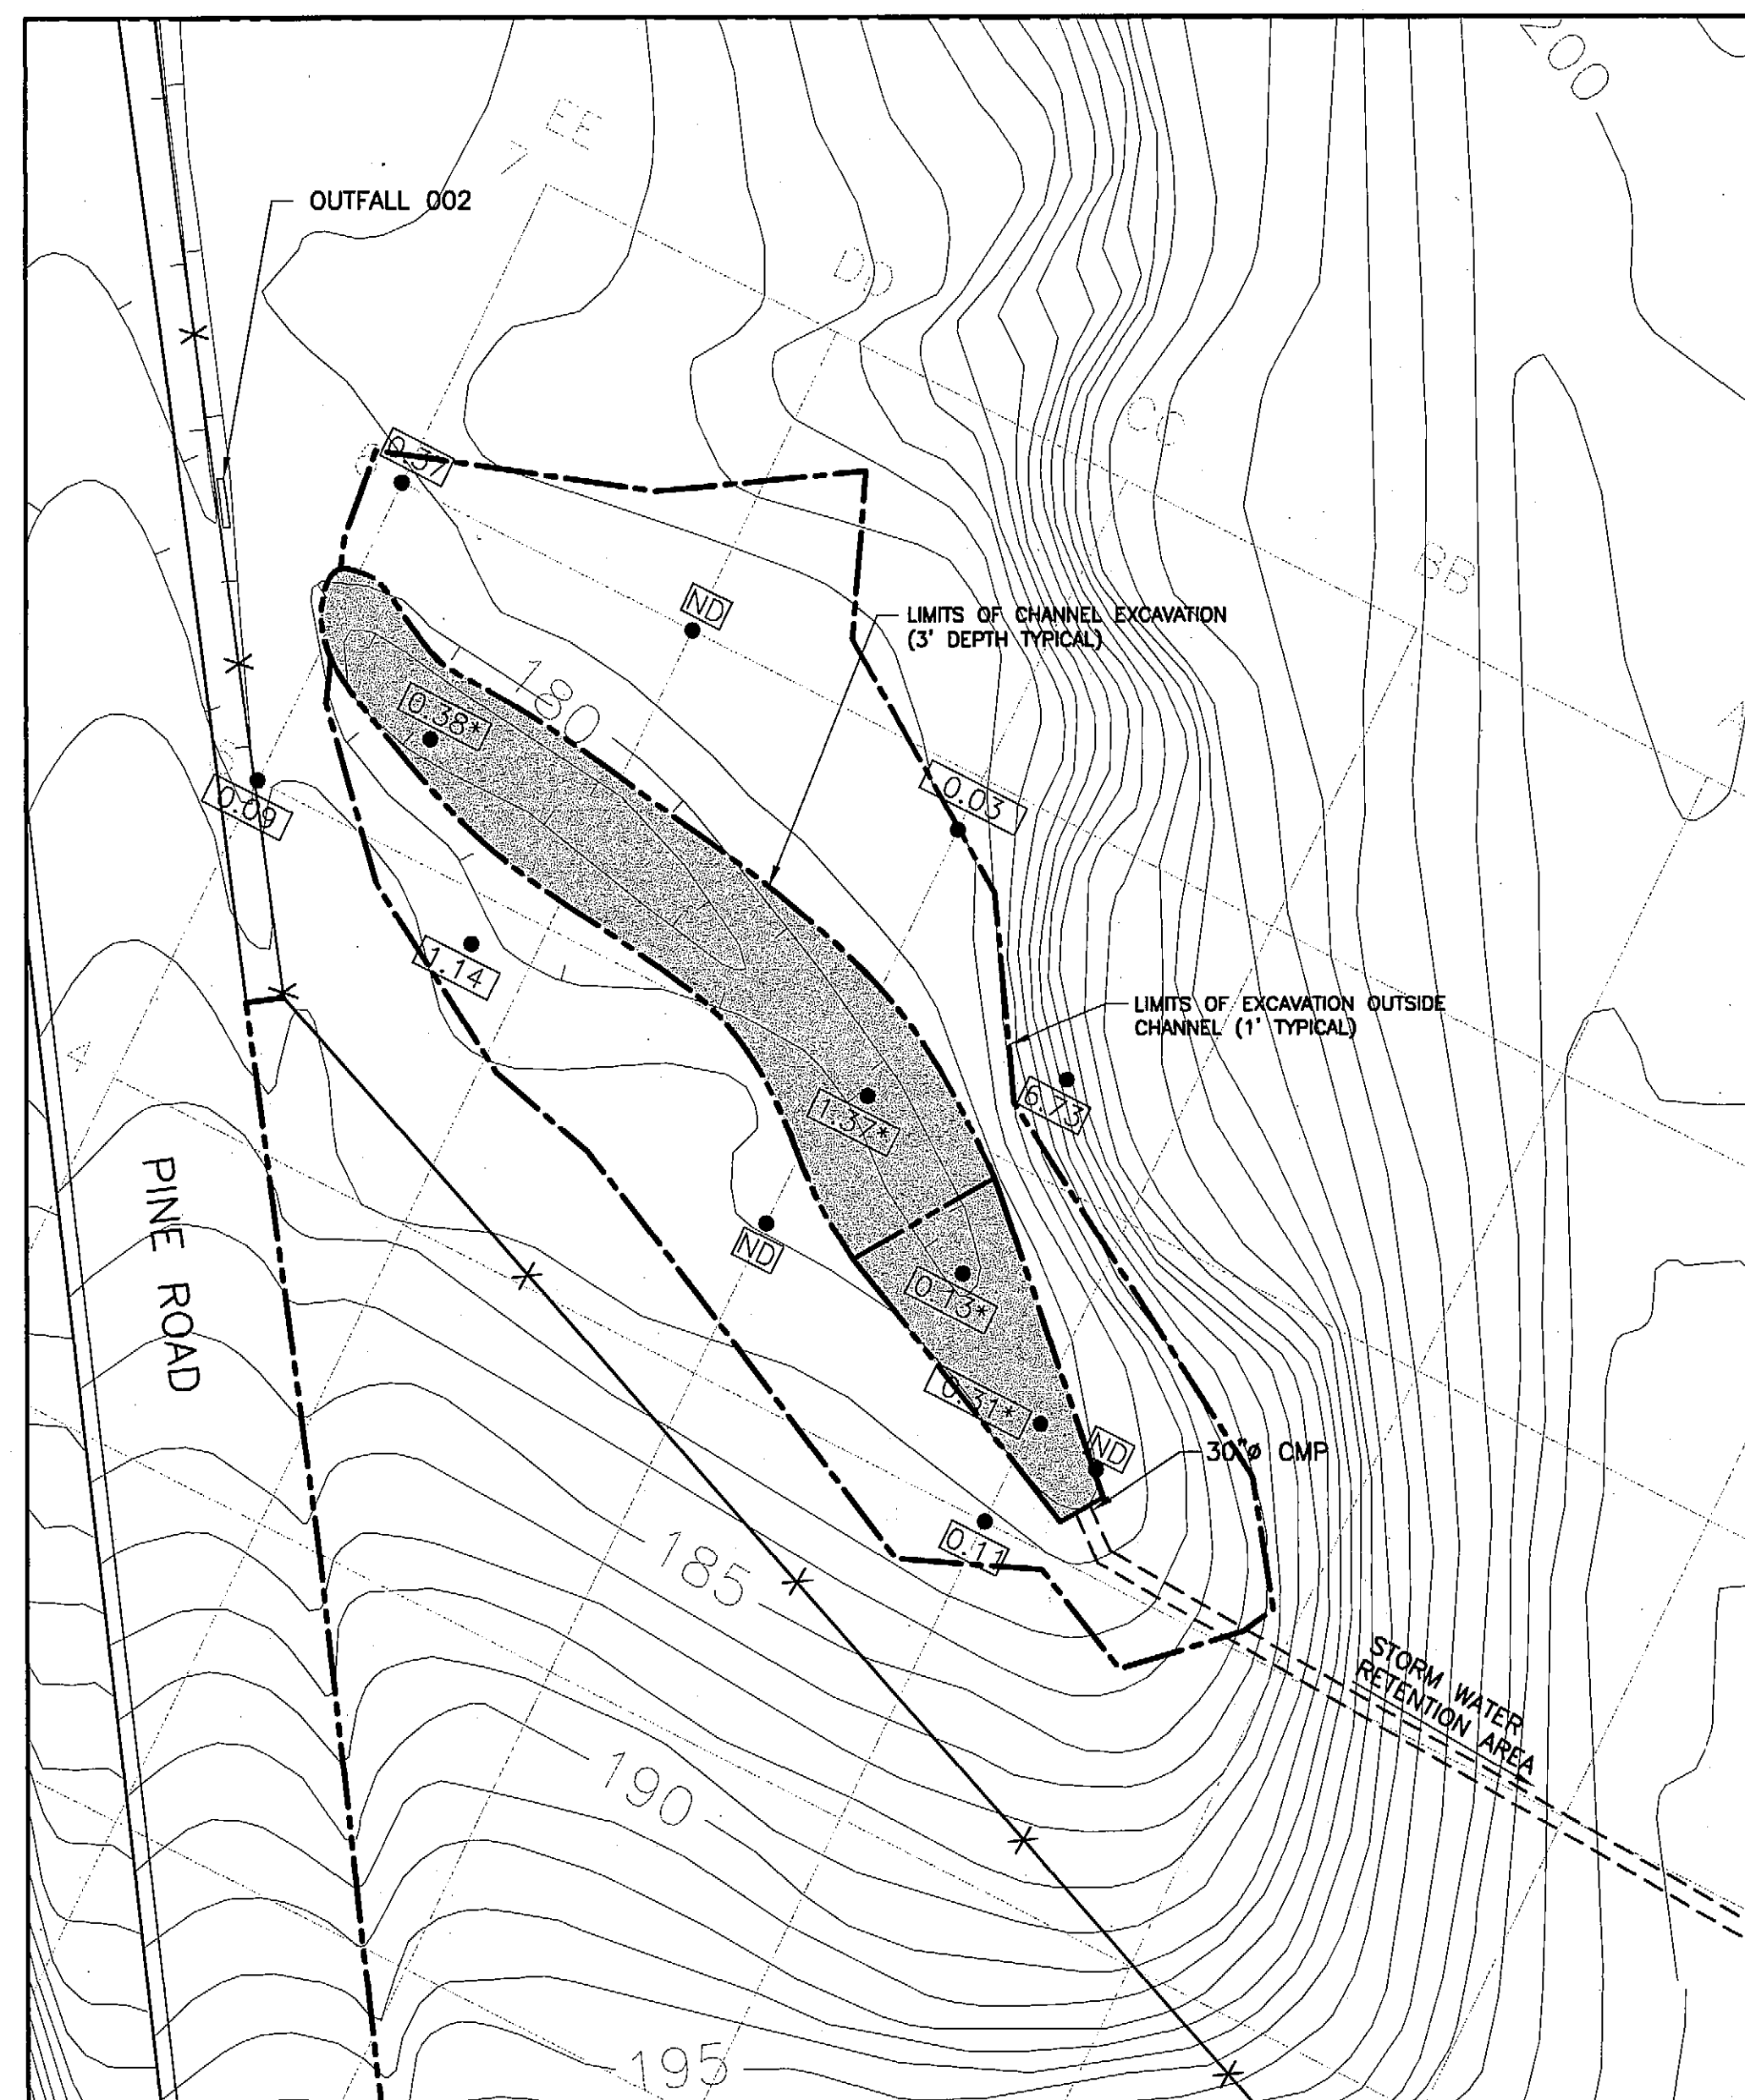 200
EE
7
OUTFALL 002
DD
CC
0.37
BB
ND
LIMITS OF CHANNEL EXCAVATION
(3' DEPTH TYPICAL)
180
0.38*
A
0.09
0.03
1.14
LIMITS OF EXCAVATION OUTSIDE
CHANNEL (1' TYPICAL)
4
6.73
1.37*
PINE ROAD
ND
0.13*
0.31*
ND
30"ø CMP
0.11
185
STORM WATER
RETENTION AREA
190
195